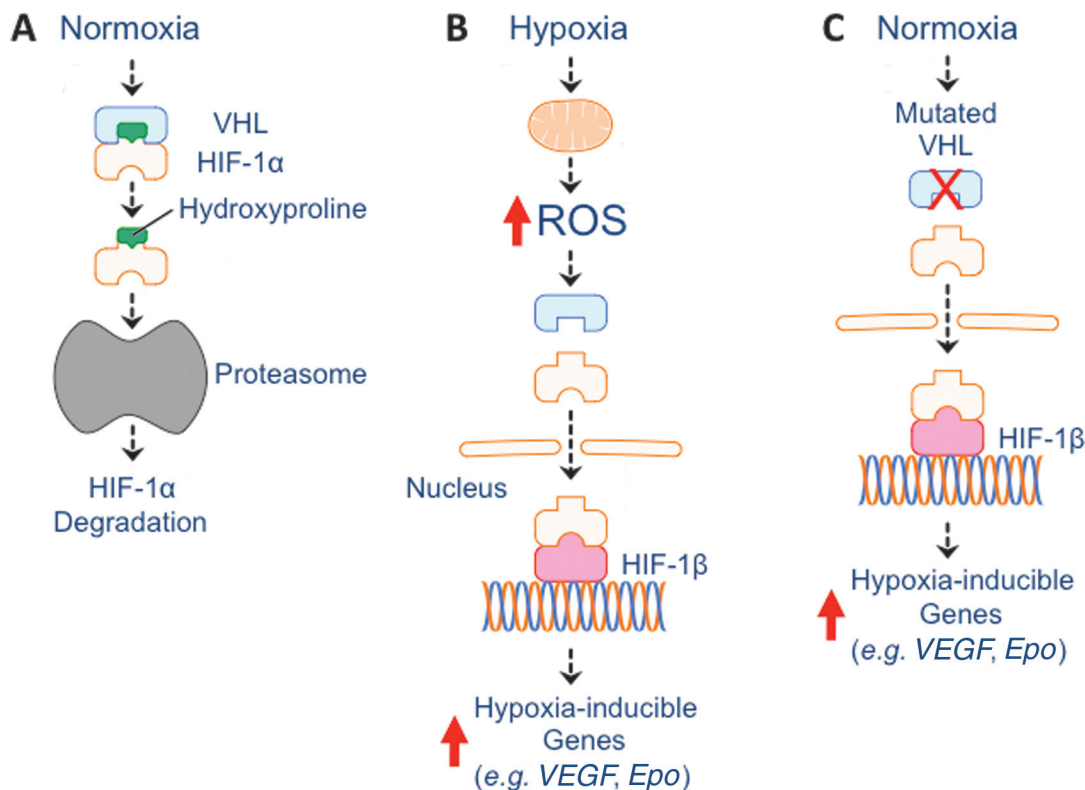 A Normoxia
VHL
HIF-1α
Hydroxyproline
Proteasome
HIF-1α
Degradation
B Hypoxia
ROS
Nucleus
HIF-1β
Hypoxia-inducible
Genes
(e.g. VEGF, Epo)
C Normoxia
Mutated
VHL
HIF-1β
Hypoxia-inducible
Genes
(e.g. VEGF, Epo)